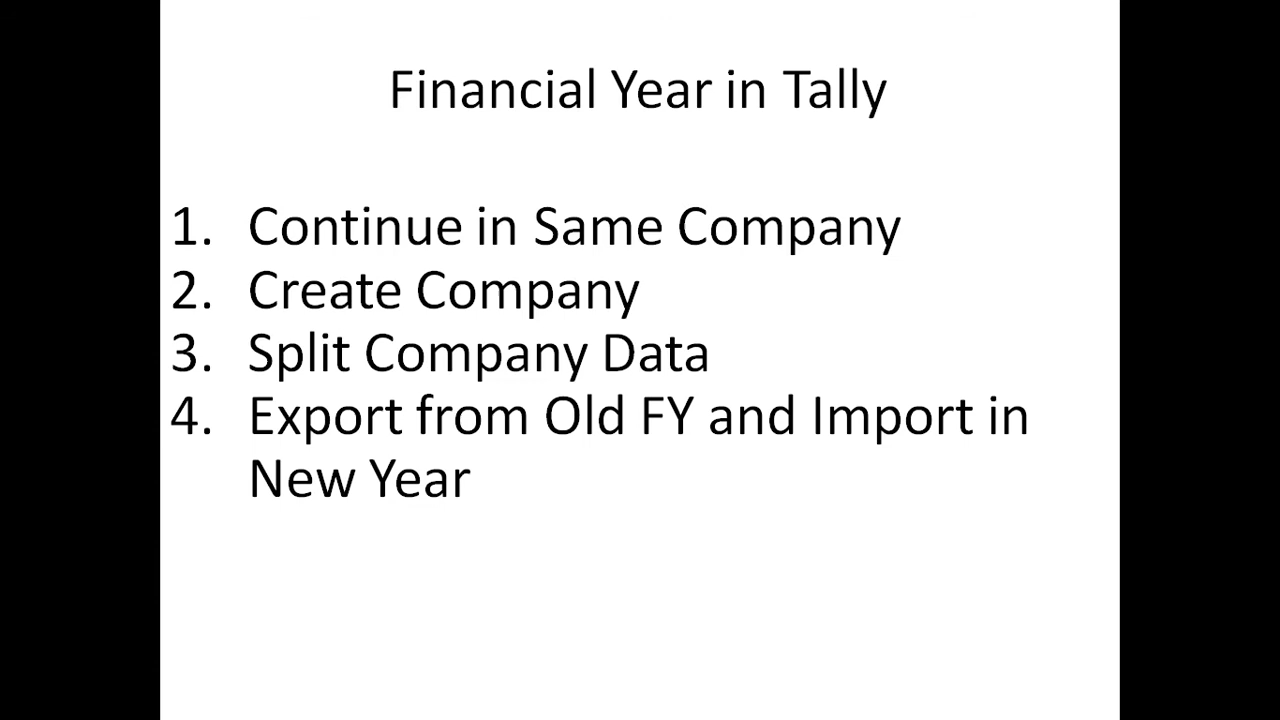 Financial Year in Tally
1. Continue in Same Company
2. Create Company
3. Split Company Data
4. Export from Old FY and Import in
New Year